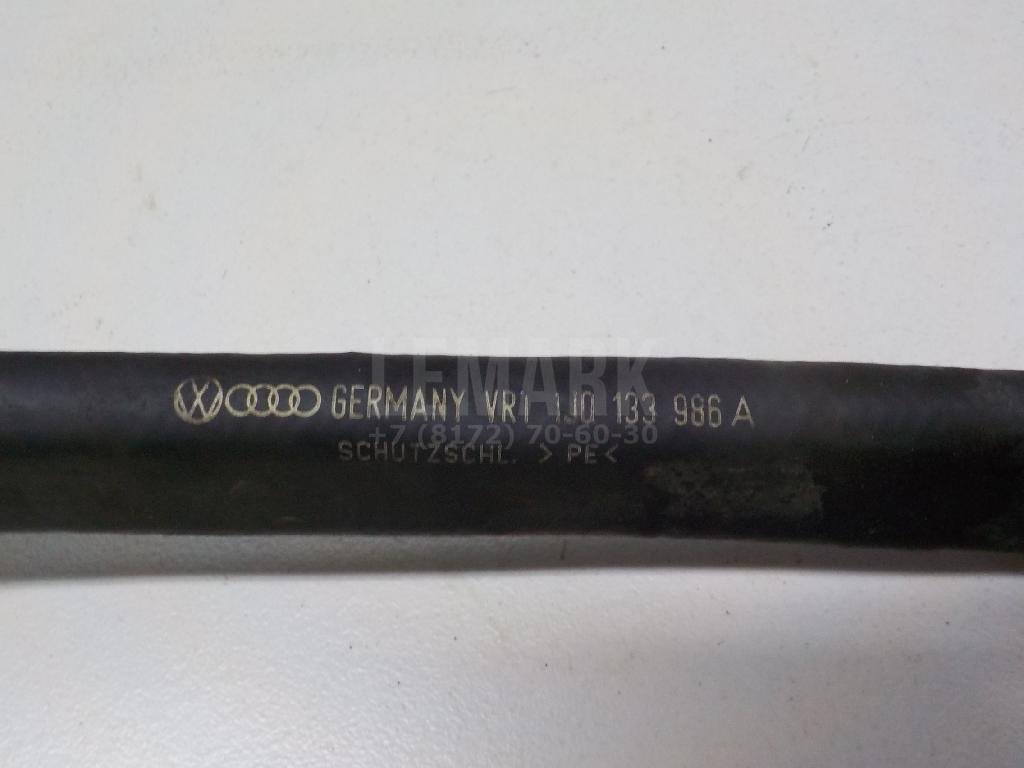 LEMARK
GERMANY VR1 1J0 133 986 A
+7 (8172) 70-60-30
SCHUTZSCHL. > PE <